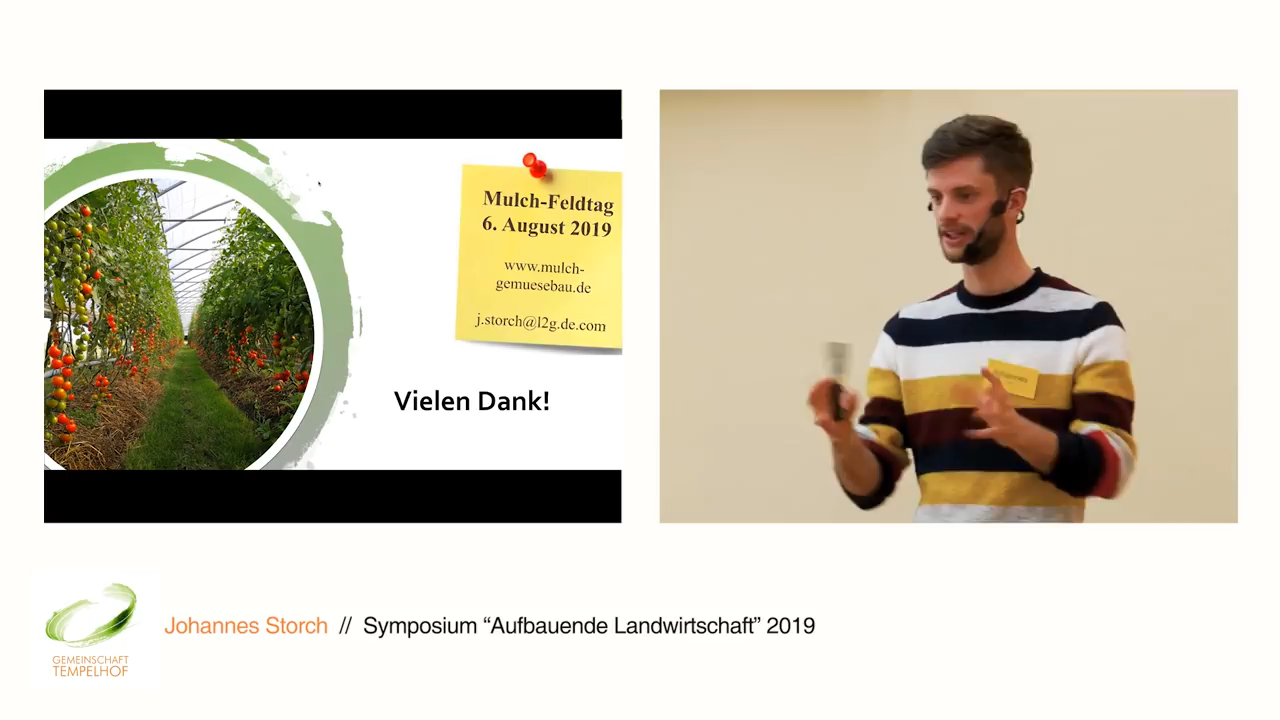 Mulch-Feldtag
6. August 2019
www.mulch-
gemuesebau.de
j.storch@l2g.de.com
Vielen Dank!
Johannes Storch // Symposium “Aufbauende Landwirtschaft” 2019
GEMEINSCHAFT
TEMPELHOF